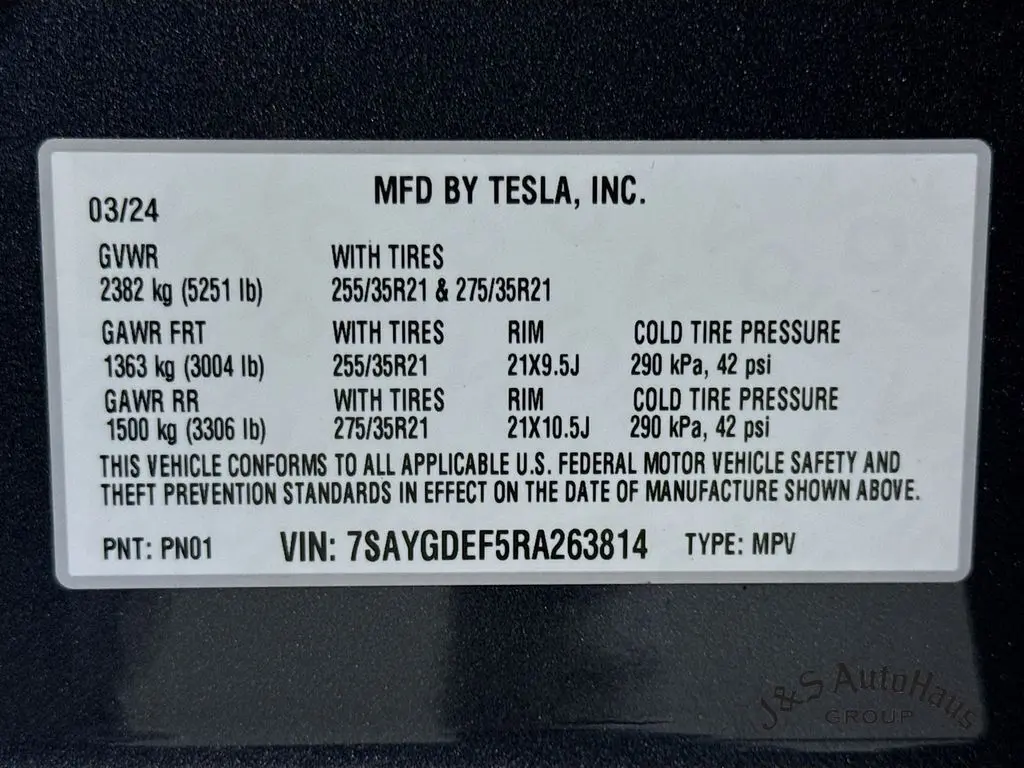 MFD BY TESLA, INC.
03/24
GVWR WITH TIRES
2382 kg (5251 lb) 255/35R21 & 275/35R21
GAWR FRT WITH TIRES RIM COLD TIRE PRESSURE
1363 kg (3004 lb) 255/35R21 21X9.5J 290 kPa, 42 psi
GAWR RR WITH TIRES RIM COLD TIRE PRESSURE
1500 kg (3306 lb) 275/35R21 21X10.5J 290 kPa, 42 psi
THIS VEHICLE CONFORMS TO ALL APPLICABLE U.S. FEDERAL MOTOR VEHICLE SAFETY AND
THEFT PREVENTION STANDARDS IN EFFECT ON THE DATE OF MANUFACTURE SHOWN ABOVE.
PNT: PN01 VIN: 7SAYGDEF5RA263814 TYPE: MPV
J&S AutoHaus
GROUP